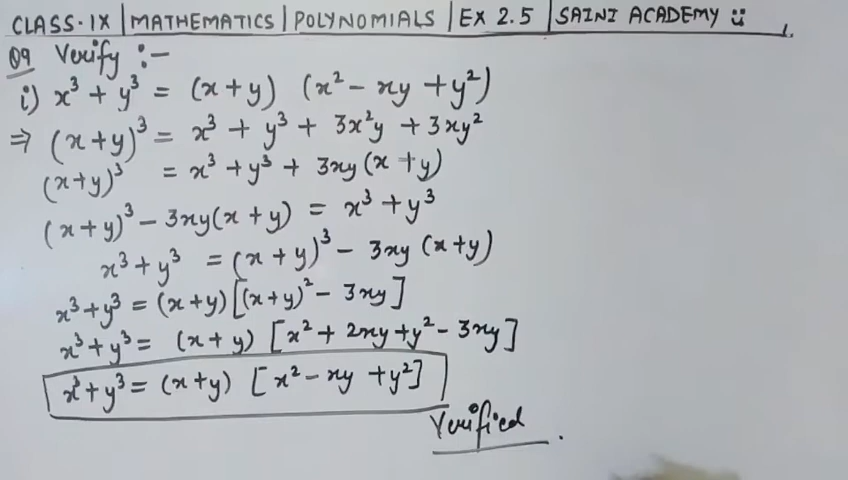 CLASS-IX | MATHEMATICS | POLYNOMIALS | EX 2.5 | SAINI ACADEMY
Q9 Verify :-
i) x³ + y³ = (x+y) (x² - xy + y²)
⇒ (x+y)³ = x³ + y³ + 3x²y + 3xy²
(x+y)³ = x³ + y³ + 3xy(x+y)
(x+y)³ - 3xy(x+y) = x³ + y³
x³ + y³ = (x+y)³ - 3xy (x+y)
x³+y³ = (x+y)[(x+y)² - 3xy]
x³+y³ = (x+y) [x² + 2xy + y² - 3xy]
x³+y³ = (x+y) [x² - xy + y²]
Verified.